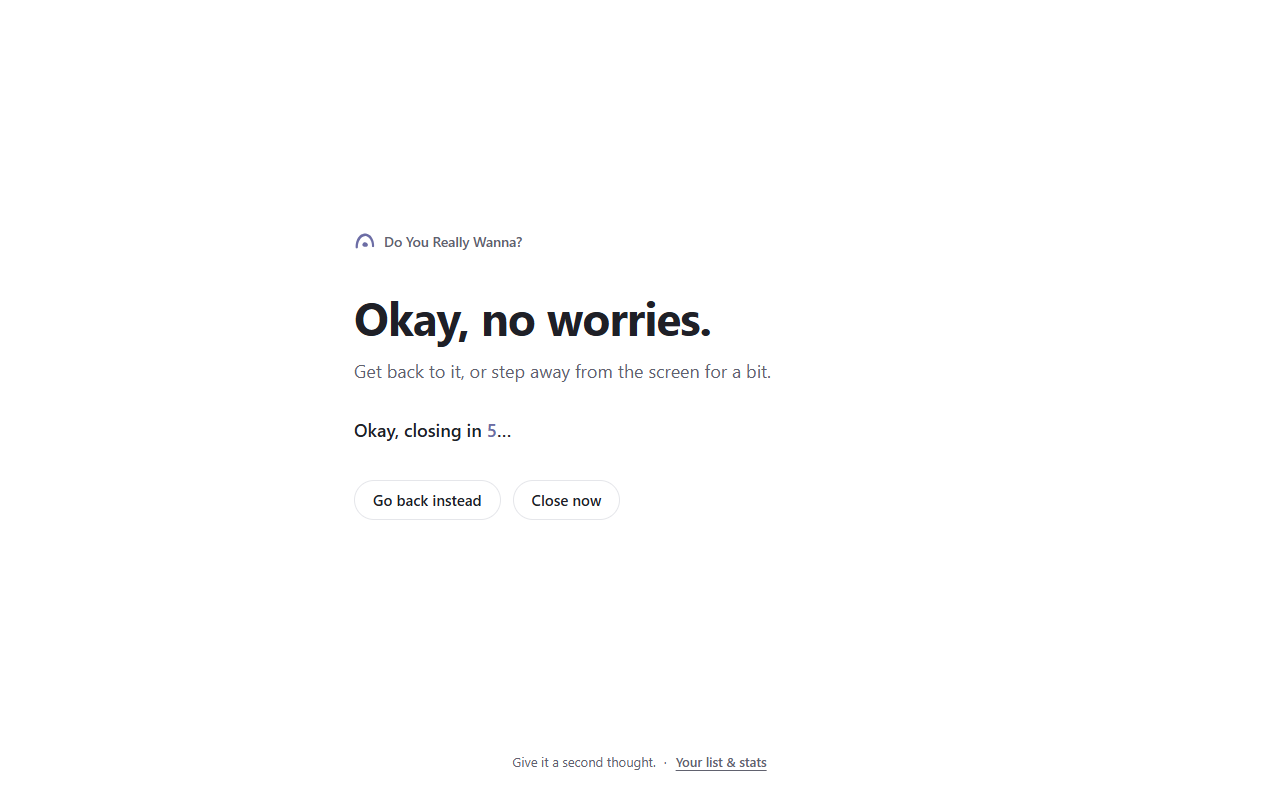 Do You Really Wanna?
Okay, no worries.
Get back to it, or step away from the screen for a bit.
Okay, closing in 5...
Go back instead
Close now
Give it a second thought. · Your list & stats